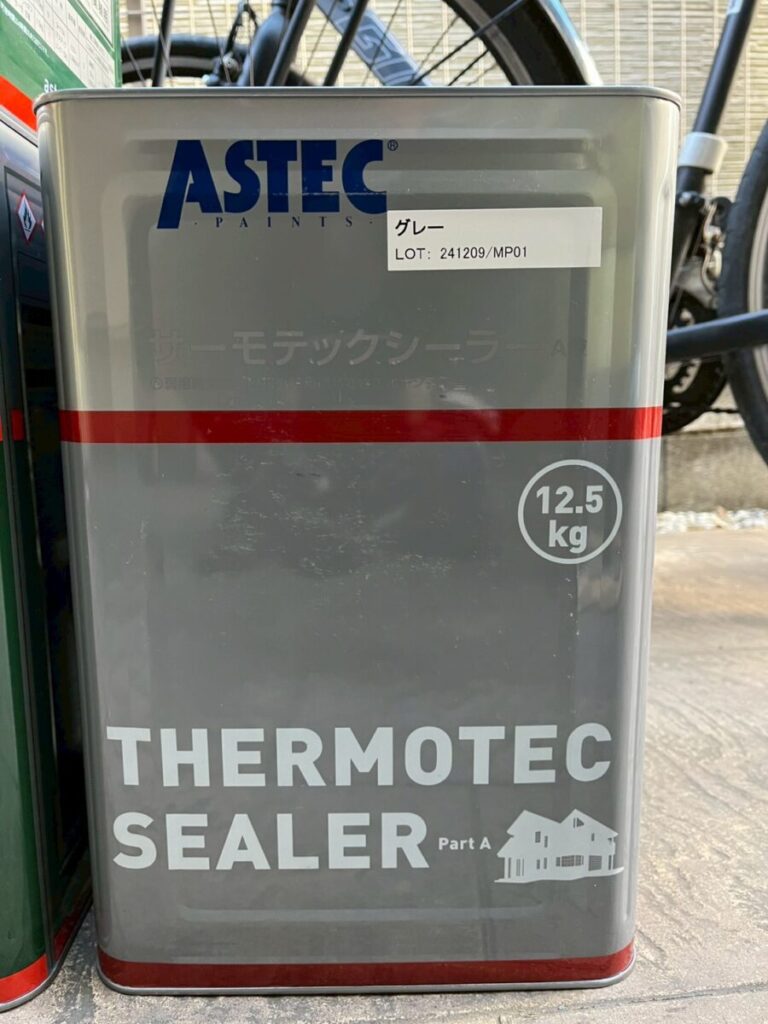 ASTEC®
· PAINTS ·
グレー
LOT: 241209/MP01
サーモテックシーラー A
12.5
kg
THERMOTEC
SEALER Part A